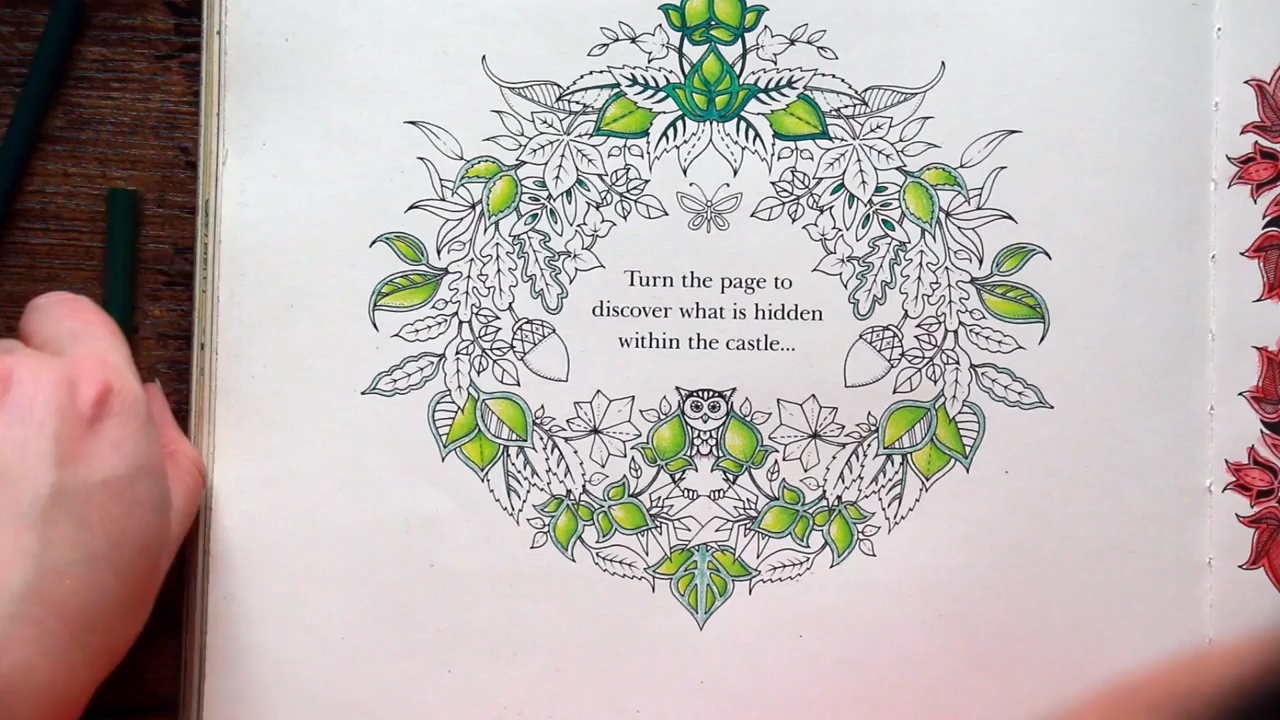 Turn the page to
discover what is hidden
within the castle...